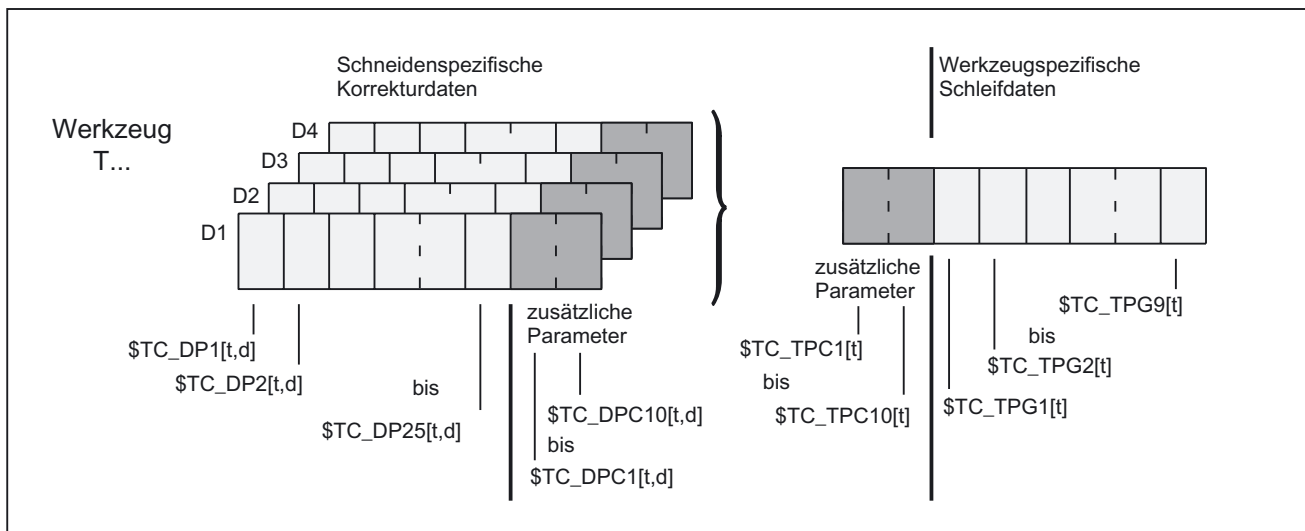 Schneidenspezifische
Korrekturdaten
Werkzeugspezifische
Schleifdaten
Werkzeug
T...
D4
D3
D2
D1
zusätzliche
Parameter
$TC_DP1[t,d]
$TC_DP2[t,d]
bis
$TC_DP25[t,d]
$TC_DPC10[t,d]
bis
$TC_DPC1[t,d]
zusätzliche
Parameter
$TC_TPC1[t]
bis
$TC_TPC10[t]
$TC_TPG9[t]
bis
$TC_TPG2[t]
$TC_TPG1[t]